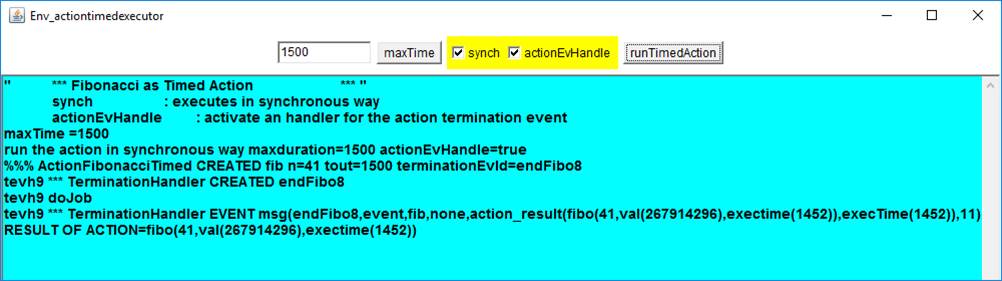 Env_actiontimedexecutor
1500 maxTime synch actionEvHandle runTimedAction
"          *** Fibonacci as Timed Action                    *** "
synch                : executes in synchronous way
actionEvHandle        : activate an handler for the action termination event
maxTime =1500
run the action in synchronous way maxduration=1500 actionEvHandle=true
%%% ActionFibonacciTimed CREATED fib n=41 tout=1500 terminationEvId=endFibo8
tevh9 *** TerminationHandler CREATED endFibo8
tevh9 doJob
tevh9 *** TerminationHandler EVENT msg(endFibo8,event,fib,none,action_result(fibo(41,val(267914296),exectime(1452)),execTime(1452)),11)
RESULT OF ACTION=fibo(41,val(267914296),exectime(1452))